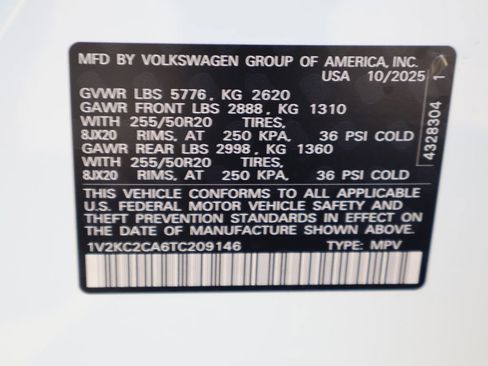 MFD BY VOLKSWAGEN GROUP OF AMERICA, INC.
USA 10/2025
GVWR LBS 5776, KG 2620
GAWR FRONT LBS 2888, KG 1310
WITH 255/50R20 TIRES,
8JX20 RIMS, AT 250 KPA, 36 PSI COLD
GAWR REAR LBS 2998, KG 1360
WITH 255/50R20 TIRES,
8JX20 RIMS, AT 250 KPA, 36 PSI COLD
THIS VEHICLE CONFORMS TO ALL APPLICABLE
U.S. FEDERAL MOTOR VEHICLE SAFETY AND
THEFT PREVENTION STANDARDS IN EFFECT ON
THE DATE OF MANUFACTURE SHOWN ABOVE.
1V2KC2CA6TC209146 TYPE: MPV
4328304